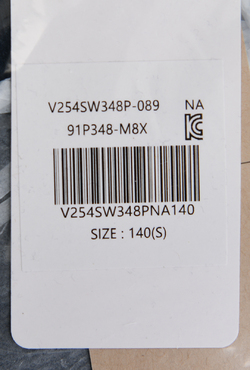 V254SW348P-089 NA
91P348-M8X
V254SW348PNA140
SIZE : 140(S)